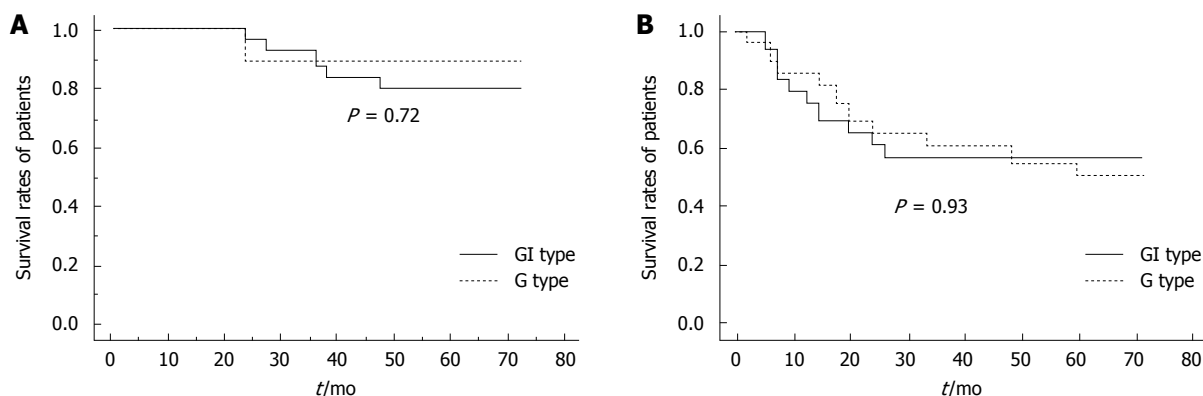 A
Survival rates of patients
1.0
0.8
0.6
0.4
0.2
0.0
P = 0.72
GI type
G type
0 10 20 30 40 50 60 70 80
t/mo
B
Survival rates of patients
1.0
0.8
0.6
0.4
0.2
0.0
P = 0.93
GI type
G type
0 10 20 30 40 50 60 70 80
t/mo